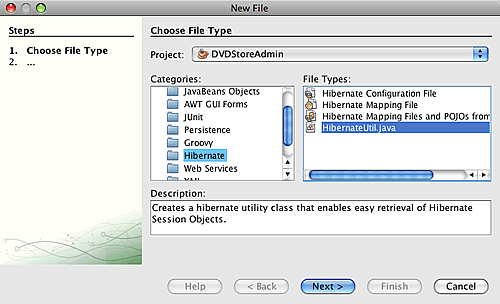 New File
Steps
1. Choose File Type
2. ...
Choose File Type
Project: DVDStoreAdmin
Categories:
JavaBeans Objects
AWT GUI Forms
JUnit
Persistence
Groovy
Hibernate
Web Services
File Types:
Hibernate Configuration File
Hibernate Mapping File
Hibernate Mapping Files and POJOs from
HibernateUtil.java
Description:
Creates a hibernate utility class that enables easy retrieval of Hibernate
Session Objects.
Help
< Back
Next >
Finish
Cancel